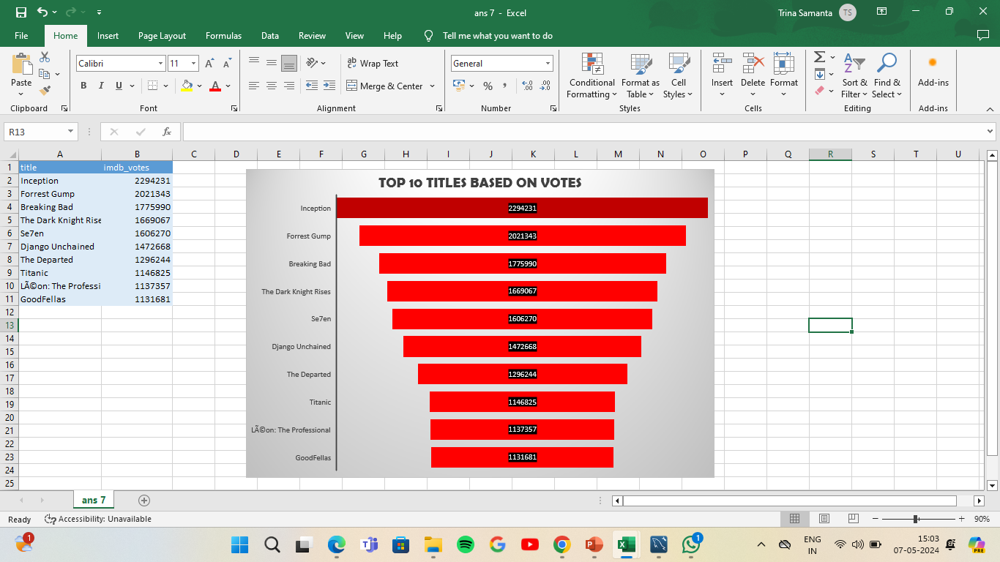 ans 7 - Excel
Trina Samanta TS
File Home Insert Page Layout Formulas Data Review View Help Tell me what you want to do
Calibri 11 Wrap Text General
Paste B I U Merge & Center % Conditional Formatting Format as Table Cell Styles Insert Delete Format Sort & Filter Find & Select Add-ins
Clipboard Font Alignment Number Styles Cells Editing Add-ins
R13 fx
A B C D E F G H I J K L M N O P Q R S T U
1 title imdb_votes
2 Inception 2294231
3 Forrest Gump 2021343
4 Breaking Bad 1775990
5 The Dark Knight Rise 1669067
6 Se7en 1606270
7 Django Unchained 1472668
8 The Departed 1296244
9 Titanic 1146825
10 LÃ©on: The Professi 1137357
11 GoodFellas 1131681
12
13
14
15
16
17
18
19
20
21
22
23
24
25
TOP 10 TITLES BASED ON VOTES
Inception 2294231
Forrest Gump 2021343
Breaking Bad 1775990
The Dark Knight Rises 1669067
Se7en 1606270
Django Unchained 1472668
The Departed 1296244
Titanic 1146825
LÃ©on: The Professional 1137357
GoodFellas 1131681
ans 7
Ready Accessibility: Unavailable 90%
1 1 ENG 15:03
IN 07-05-2024 PRE